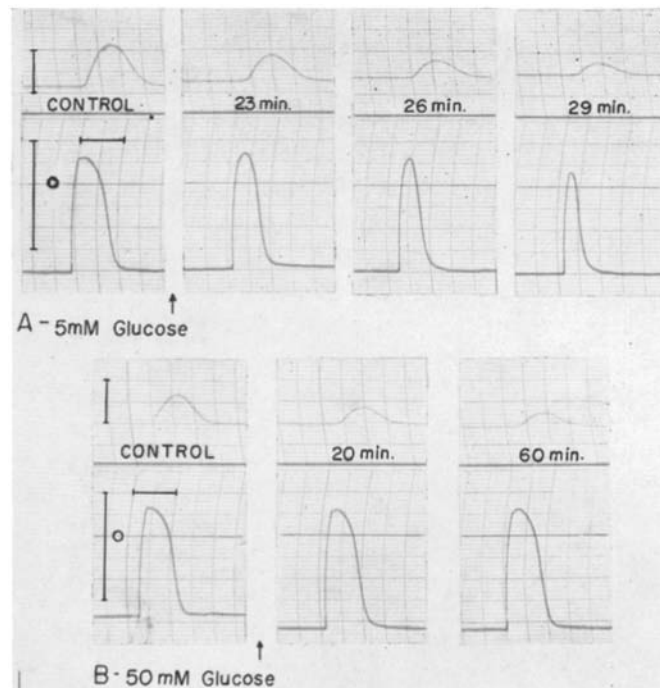 CONTROL 23 min. 26 min. 29 min.
O
A - 5mM Glucose
CONTROL 20 min. 60 min.
O
B - 50 mM Glucose